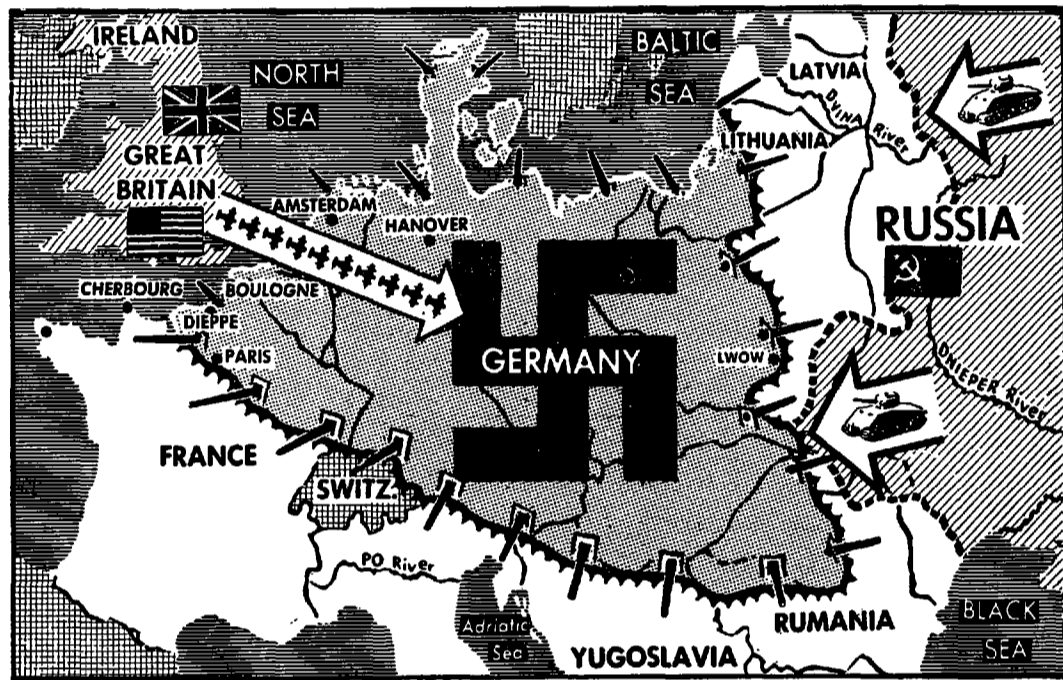 IRELAND
NORTH
SEA
BALTIC
SEA
LATVIA
DVINA River
LITHUANIA
GREAT
BRITAIN
AMSTERDAM
HANOVER
RUSSIA
CHERBOURG
BOULOGNE
DIEPPE
PARIS
GERMANY
LWOW
DNIEPER River
FRANCE
SWITZ.
PO River
Adriatic
Sea
RUMANIA
YUGOSLAVIA
BLACK
SEA